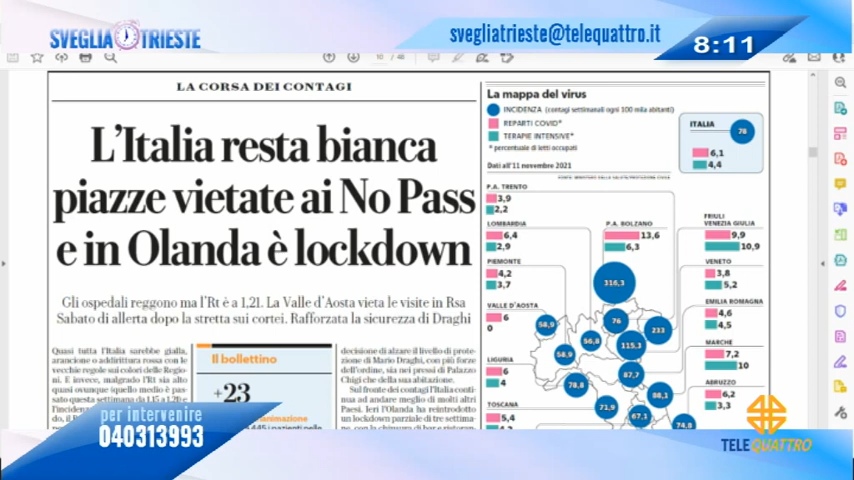 SVEGLIA TRIESTE
svegliatrieste@telequattro.it
8:11
LA CORSA DEI CONTAGI
L'Italia resta bianca
piazze vietate ai No Pass
e in Olanda è lockdown
Gli ospedali reggono ma l'Rt è a 1,21. La Valle d'Aosta vieta le visite in Rsa
Sabato di allerta dopo la stretta sui cortei. Rafforzata la sicurezza di Draghi
Quasi tutta l'Italia sarebbe gialla,
arancione o addirittura rossa con le
vecchie regole sui colori delle Regio-
ni. E invece, malgrado l'Rt sia alto
quasi ovunque
Il bollettino
+23
decisione di alzare il livello di prote-
zione di Mario Draghi, con più forze
dell'ordine, sia nei pressi di Palazzo
Chigi che della sua abitazione.
Sul fronte dei contagi l'Italia conti-
nua ad andare meglio di molti altri
Paesi. Ieri l'Olanda ha reintrodotto
un lockdown parziale di tre settima-
La mappa del virus
INCIDENZA (contagi settimanali ogni 100 mila abitanti)
REPARTI COVID*
TERAPIE INTENSIVE*
* percentuale di letti occupati
Dati all'11 novembre 2021
ITALIA
78
6,1
4,4
P.A. TRENTO
3,9
2,2
LOMBARDIA
6,4
2,9
PIEMONTE
4,2
3,7
VALLE D'AOSTA
6
0
LIGURIA
6
4
TOSCANA
5,4
P.A. BOLZANO
13,6
6,3
FRIULI
VENEZIA GIULIA
9,9
10,9
VENETO
3,8
5,2
EMILIA ROMAGNA
4,6
4,5
MARCHE
7,2
10
ABRUZZO
6,2
3,3
316,3
76
233
58,9
56,8
115,3
58,9
87,7
78,8
88,1
71,9
67,1
74,8
per intervenire
040313993
TELEQUATTRO